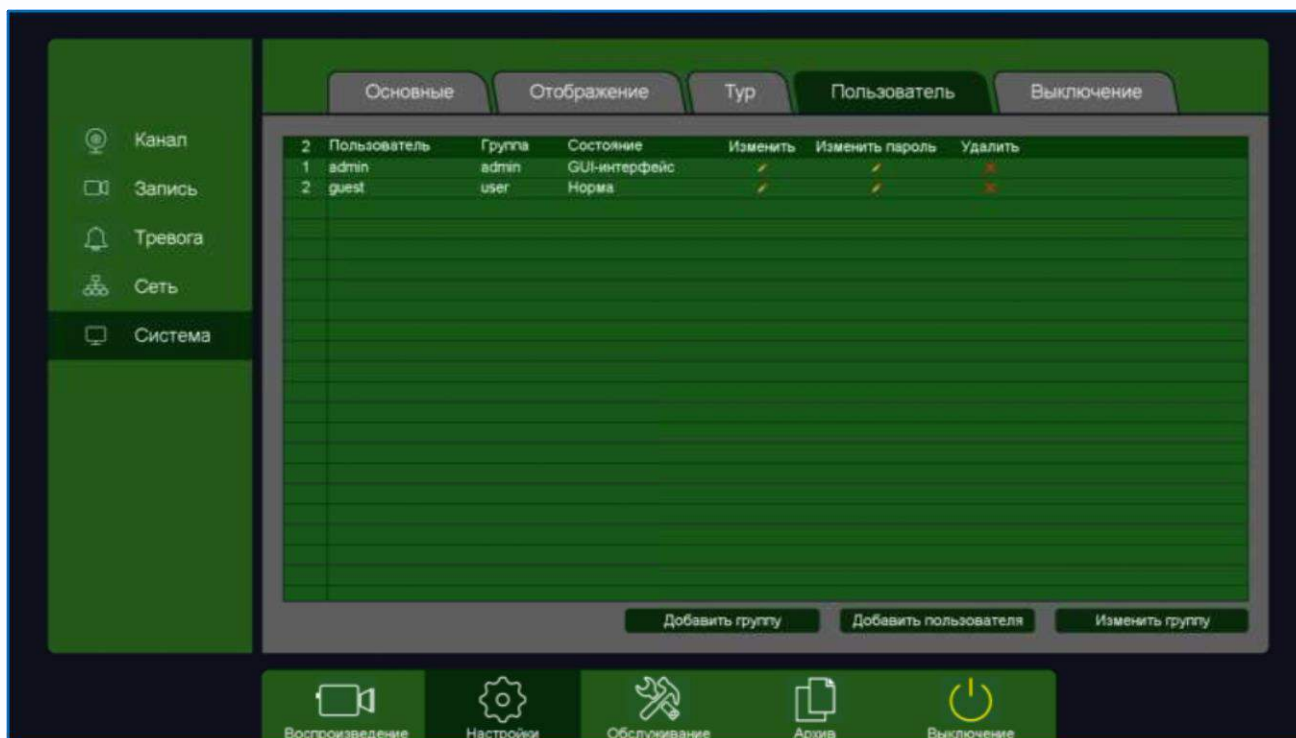 Основные Отображение Тур Пользователь Выключение
Канал
Запись
Тревога
Сеть
Система
2 Пользователь Группа Состояние Изменить Изменить пароль Удалить
1 admin admin GUI-интерфейс
2 guest user Норма
Добавить группу Добавить пользователя Изменить группу
Воспроизведение Настройки Обслуживание Архив Выключение